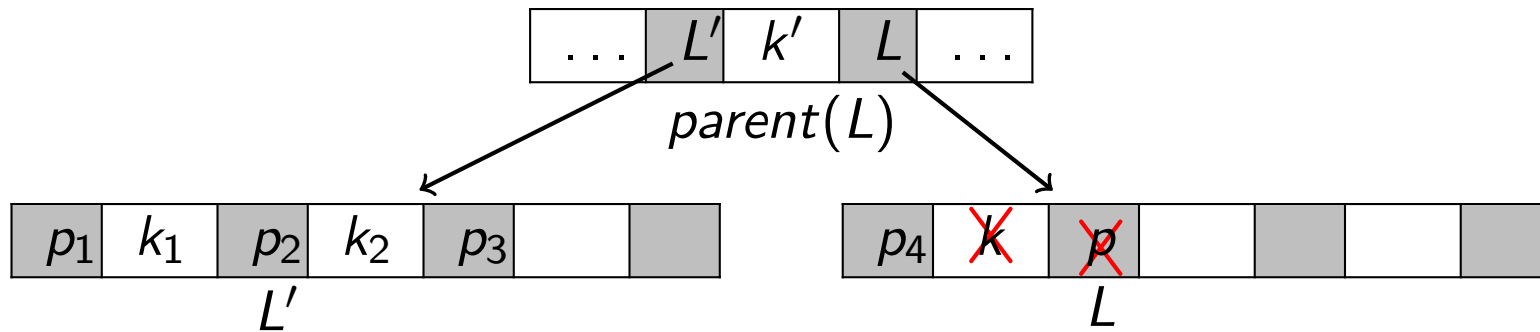 ... L′ k′ L ...
parent(L)
p₁ k₁ p₂ k₂ p₃ p₄ k p
L′ L